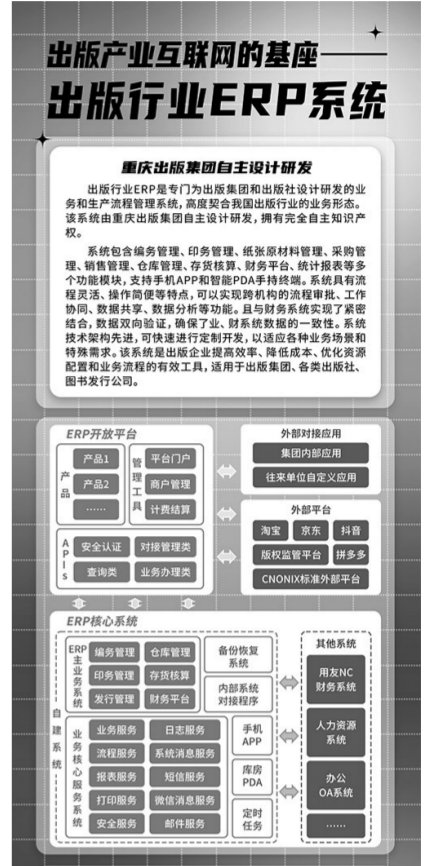 出版产业互联网的基座——
出版行业ERP系统
重庆出版集团自主设计研发
出版行业ERP是专门为出版集团和出版社设计研发的业
务和生产流程管理系统，高度契合我国出版行业的业务形态。
该系统由重庆出版集团自主设计研发，拥有完全自主知识产
权。
系统包含编务管理、印务管理、纸张原材料管理、采购管
理、销售管理、仓库管理、存货核算、财务平台、统计报表等多
个功能模块，支持手机APP和智能PDA手持终端。系统具有流
程灵活、操作简便等特点，可以实现跨机构的流程审批、工作
协同、数据共享、数据分析等功能。且与财务系统实现了紧密
结合，数据双向验证，确保了业、财系统数据的一致性。系统
技术架构先进，可快速进行定制开发，以适应各种业务场景和
特殊需求。该系统是出版企业提高效率、降低成本、优化资源
配置和业务流程的有效工具，适用于出版集团、各类出版社、
图书发行公司。
ERP开放平台
产品
产品1
产品2
……
管理工具
平台门户
商户管理
计费结算
APIs
安全认证
对接管理类
查询类
业务办理类
外部对接应用
集团内部应用
往来单位自定义应用
外部平台
淘宝
京东
抖音
版权监管平台
拼多多
CNONIX标准外部平台
ERP核心系统
自建系统
ERP主业务系统
编务管理
仓库管理
印务管理
存货核算
发行管理
财务平台
备份恢复
系统
内部系统
对接程序
业务核心服务系统
业务服务
日志服务
流程服务
系统消息服务
报表服务
短信服务
打印服务
微信消息服务
安全服务
邮件服务
手机
APP
库房
PDA
定时
任务
其他系统
用友NC
财务系统
人力资源
系统
办公
OA系统
……